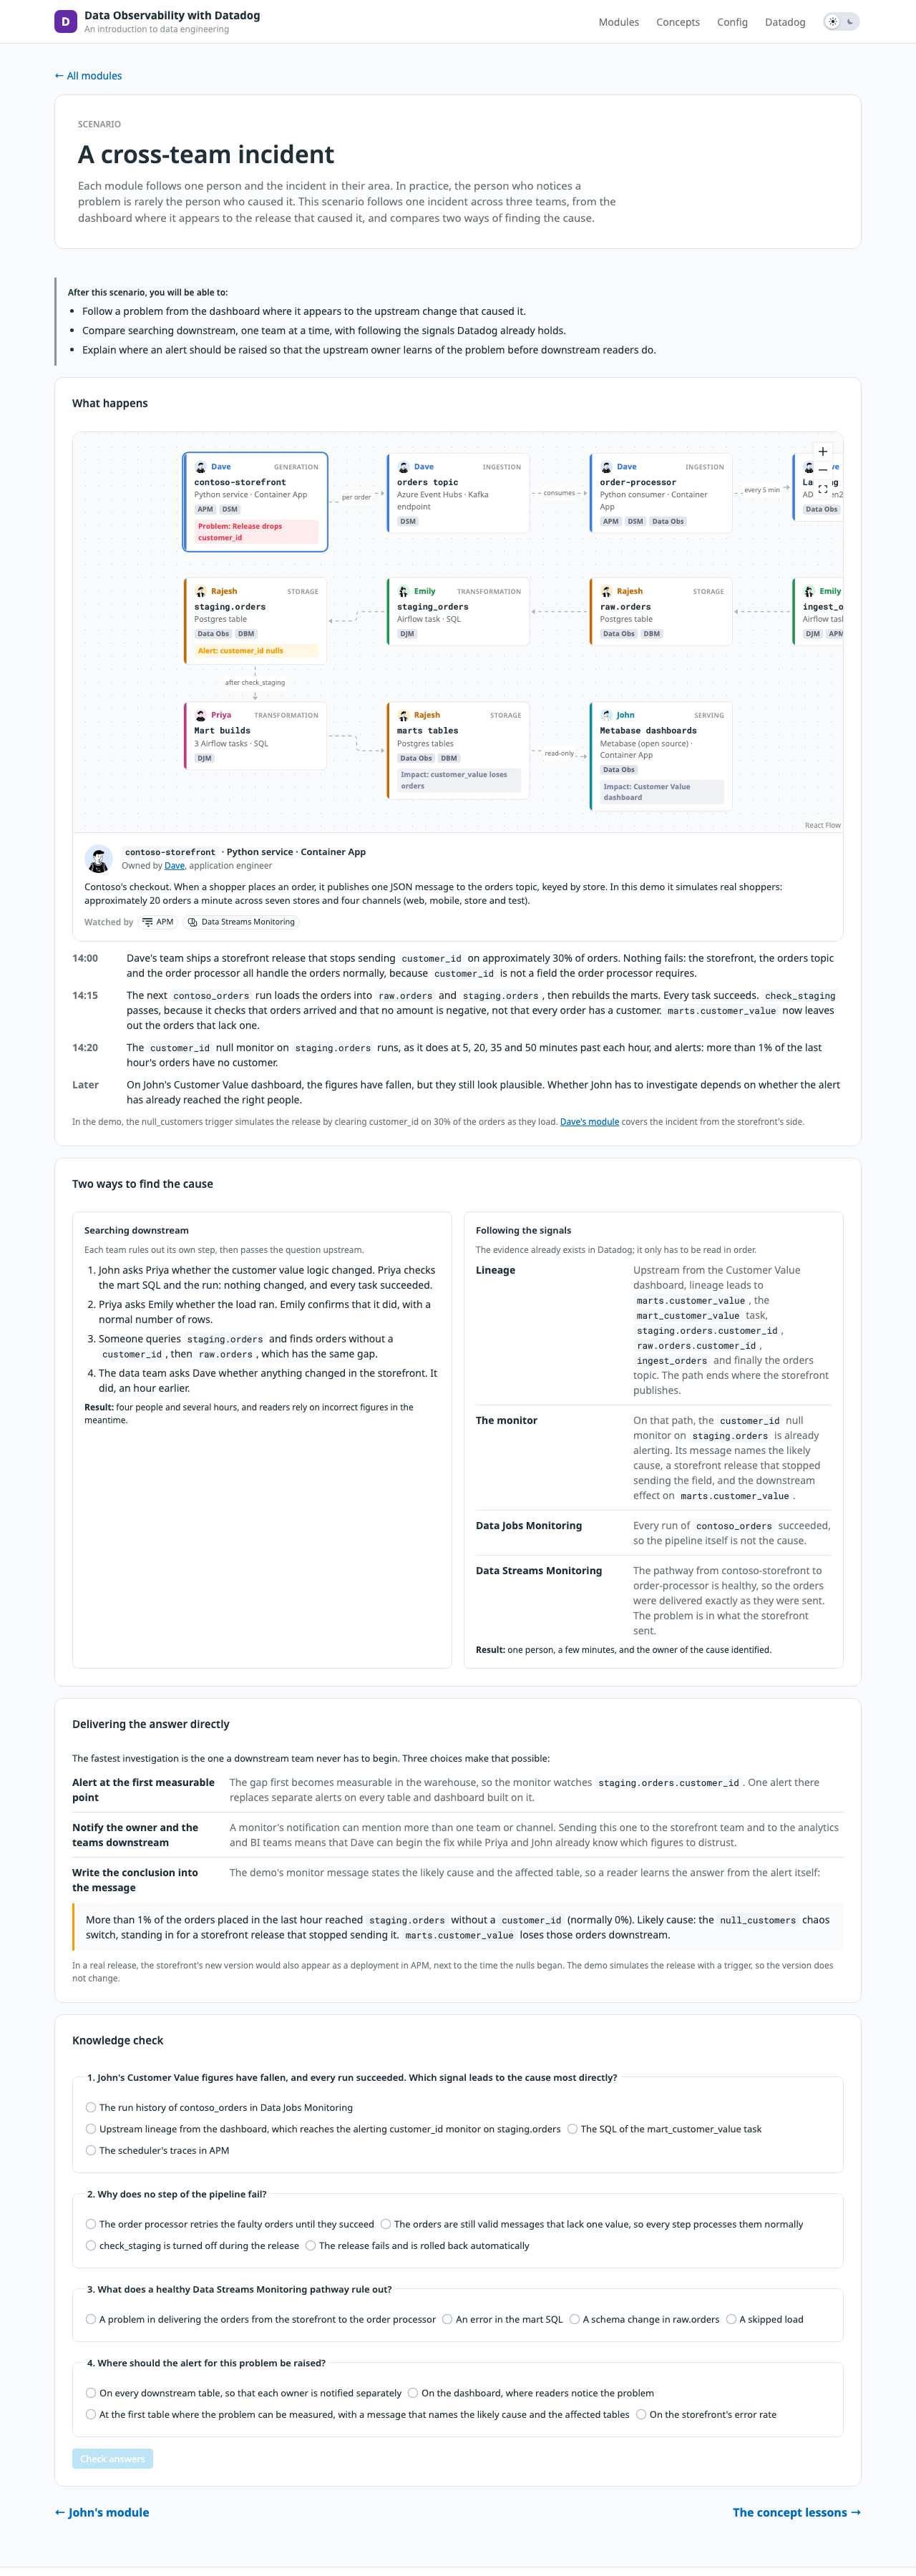 D
Data Observability with Datadog
An introduction to data engineering
Modules Concepts Config Datadog
← All modules
SCENARIO
A cross-team incident
Each module follows one person and the incident in their area. In practice, the person who notices a
problem is rarely the person who caused it. This scenario follows one incident across three teams, from the
dashboard where it appears to the release that caused it, and compares two ways of finding the cause.
After this scenario, you will be able to:
• Follow a problem from the dashboard where it appears to the upstream change that caused it.
• Compare searching downstream, one team at a time, with following the signals Datadog already holds.
• Explain where an alert should be raised so that the upstream owner learns of the problem before downstream readers do.
What happens
Dave GENERATION
contoso-storefront
Python service · Container App
APM DSM
Problem: Release drops
customer_id
per order
Dave INGESTION
orders topic
Azure Event Hubs · Kafka
endpoint
DSM
consumes
Dave INGESTION
order-processor
Python consumer · Container
App
APM DSM Data Obs
every 5 min
Data Obs
Rajesh STORAGE
staging.orders
Postgres table
Data Obs DBM
Alert: customer_id nulls
Emily TRANSFORMATION
staging_orders
Airflow task · SQL
DJM
Rajesh STORAGE
raw.orders
Postgres table
Data Obs DBM
Emily
ingest_o
Airflow tas
DJM APM
after check_staging
Priya TRANSFORMATION
Mart builds
3 Airflow tasks · SQL
DJM
Rajesh STORAGE
marts tables
Postgres tables
Data Obs DBM
Impact: customer_value loses
orders
read-only
John SERVING
Metabase dashboards
Metabase (open source) ·
Container App
Data Obs
Impact: Customer Value
dashboard
React Flow
contoso-storefront · Python service · Container App
Owned by Dave, application engineer
Contoso's checkout. When a shopper places an order, it publishes one JSON message to the orders topic, keyed by store. In this demo it simulates real shoppers:
approximately 20 orders a minute across seven stores and four channels (web, mobile, store and test).
Watched by APM Data Streams Monitoring
14:00 Dave's team ships a storefront release that stops sending customer_id on approximately 30% of orders. Nothing fails: the storefront, the orders topic
and the order processor all handle the orders normally, because customer_id is not a field the order processor requires.
14:15 The next contoso_orders run loads the orders into raw.orders and staging.orders, then rebuilds the marts. Every task succeeds. check_staging
passes, because it checks that orders arrived and that no amount is negative, not that every order has a customer. marts.customer_value now leaves
out the orders that lack one.
14:20 The customer_id null monitor on staging.orders runs, as it does at 5, 20, 35 and 50 minutes past each hour, and alerts: more than 1% of the last
hour's orders have no customer.
Later On John's Customer Value dashboard, the figures have fallen, but they still look plausible. Whether John has to investigate depends on whether the alert
has already reached the right people.
In the demo, the null_customers trigger simulates the release by clearing customer_id on 30% of the orders as they load. Dave's module covers the incident from the storefront's side.
Two ways to find the cause
Searching downstream
Each team rules out its own step, then passes the question upstream.
1. John asks Priya whether the customer value logic changed. Priya checks
the mart SQL and the run: nothing changed, and every task succeeded.
2. Priya asks Emily whether the load ran. Emily confirms that it did, with a
normal number of rows.
3. Someone queries staging.orders and finds orders without a
customer_id, then raw.orders, which has the same gap.
4. The data team asks Dave whether anything changed in the storefront. It
did, an hour earlier.
Result: four people and several hours, and readers rely on incorrect figures in the
meantime.
Following the signals
The evidence already exists in Datadog; it only has to be read in order.
Lineage Upstream from the Customer Value
dashboard, lineage leads to
marts.customer_value, the
mart_customer_value task,
staging.orders.customer_id,
raw.orders.customer_id,
ingest_orders and finally the orders
topic. The path ends where the storefront
publishes.
The monitor On that path, the customer_id null
monitor on staging.orders is already
alerting. Its message names the likely
cause, a storefront release that stopped
sending the field, and the downstream
effect on marts.customer_value.
Data Jobs Monitoring Every run of contoso_orders succeeded,
so the pipeline itself is not the cause.
Data Streams Monitoring The pathway from contoso-storefront to
order-processor is healthy, so the orders
were delivered exactly as they were sent.
The problem is in what the storefront
sent.
Result: one person, a few minutes, and the owner of the cause identified.
Delivering the answer directly
The fastest investigation is the one a downstream team never has to begin. Three choices make that possible:
Alert at the first measurable
point
The gap first becomes measurable in the warehouse, so the monitor watches staging.orders.customer_id. One alert there
replaces separate alerts on every table and dashboard built on it.
Notify the owner and the
teams downstream
A monitor's notification can mention more than one team or channel. Sending this one to the storefront team and to the analytics
and BI teams means that Dave can begin the fix while Priya and John already know which figures to distrust.
Write the conclusion into
the message
The demo's monitor message states the likely cause and the affected table, so a reader learns the answer from the alert itself:
More than 1% of the orders placed in the last hour reached staging.orders without a customer_id (normally 0%). Likely cause: the null_customers chaos
switch, standing in for a storefront release that stopped sending it. marts.customer_value loses those orders downstream.
In a real release, the storefront's new version would also appear as a deployment in APM, next to the time the nulls began. The demo simulates the release with a trigger, so the version does
not change.
Knowledge check
1. John's Customer Value figures have fallen, and every run succeeded. Which signal leads to the cause most directly?
The run history of contoso_orders in Data Jobs Monitoring
Upstream lineage from the dashboard, which reaches the alerting customer_id monitor on staging.orders The SQL of the mart_customer_value task
The scheduler's traces in APM
2. Why does no step of the pipeline fail?
The order processor retries the faulty orders until they succeed The orders are still valid messages that lack one value, so every step processes them normally
check_staging is turned off during the release The release fails and is rolled back automatically
3. What does a healthy Data Streams Monitoring pathway rule out?
A problem in delivering the orders from the storefront to the order processor An error in the mart SQL A schema change in raw.orders A skipped load
4. Where should the alert for this problem be raised?
On every downstream table, so that each owner is notified separately On the dashboard, where readers notice the problem
At the first table where the problem can be measured, with a message that names the likely cause and the affected tables On the storefront's error rate
Check answers
← John's module The concept lessons →